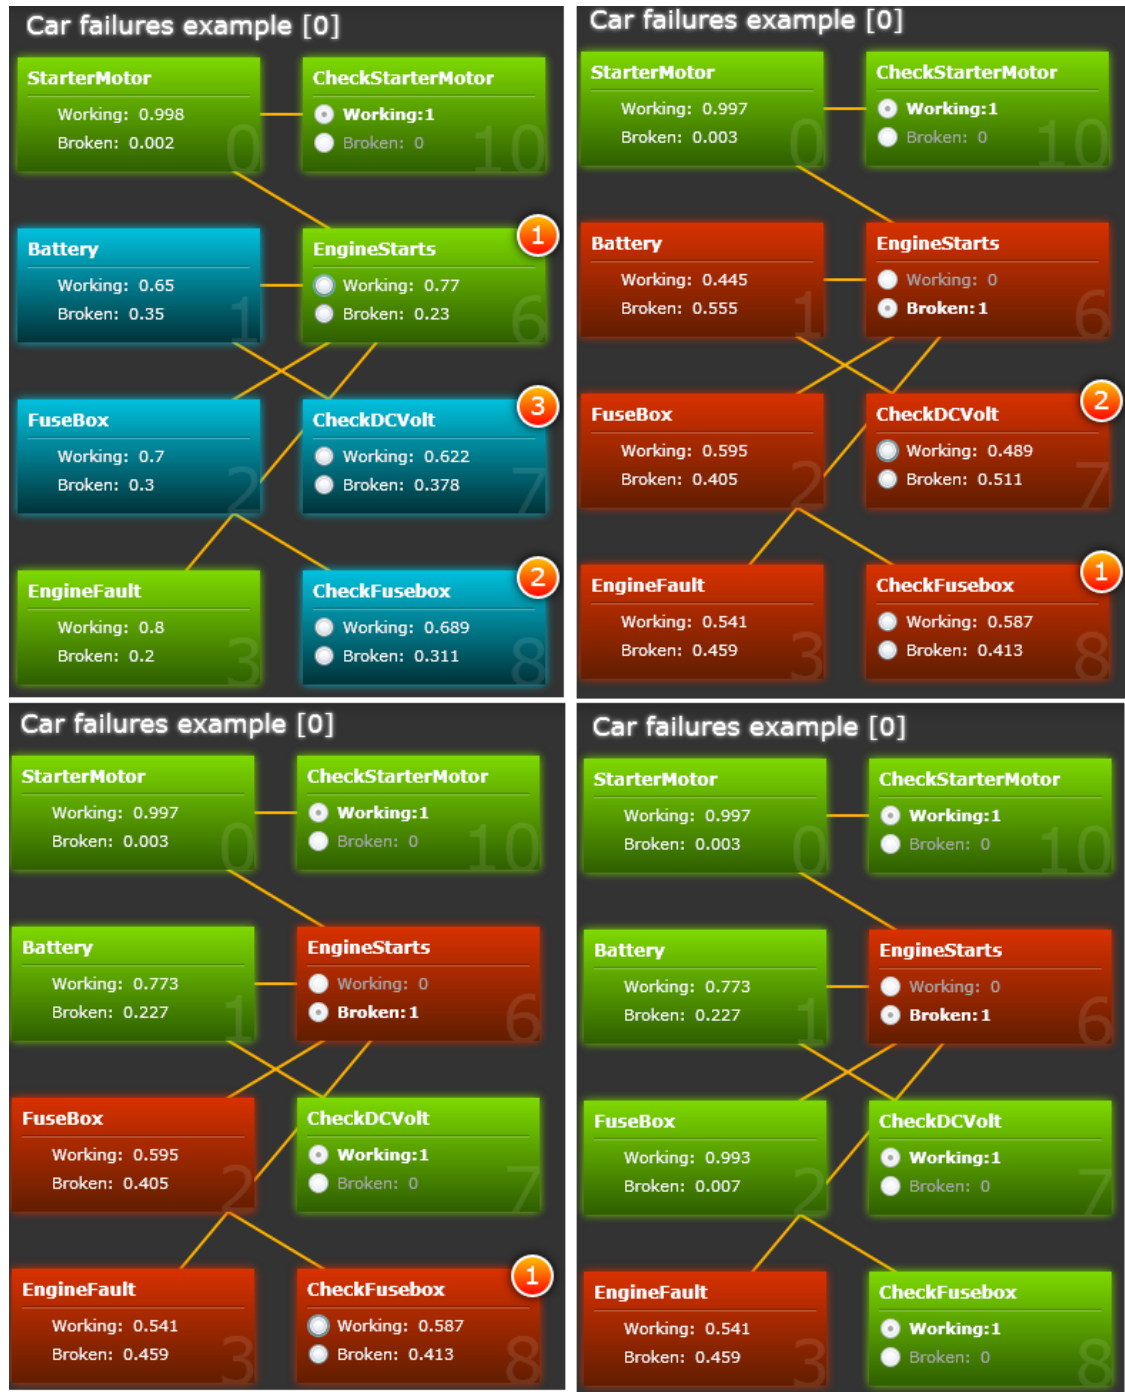 Car failures example [0]
StarterMotor
Working: 0.998
Broken: 0.002
0
CheckStarterMotor
Working:1
Broken: 0
10
Battery
Working: 0.65
Broken: 0.35
1
EngineStarts
1
Working: 0.77
Broken: 0.23
6
FuseBox
Working: 0.7
Broken: 0.3
2
CheckDCVolt
3
Working: 0.622
Broken: 0.378
7
EngineFault
Working: 0.8
Broken: 0.2
3
CheckFusebox
2
Working: 0.689
Broken: 0.311
8
Car failures example [0]
StarterMotor
Working: 0.997
Broken: 0.003
0
CheckStarterMotor
Working:1
Broken: 0
10
Battery
Working: 0.445
Broken: 0.555
1
EngineStarts
Working: 0
Broken:1
6
FuseBox
Working: 0.595
Broken: 0.405
2
CheckDCVolt
2
Working: 0.489
Broken: 0.511
7
EngineFault
Working: 0.541
Broken: 0.459
3
CheckFusebox
1
Working: 0.587
Broken: 0.413
8
Car failures example [0]
StarterMotor
Working: 0.997
Broken: 0.003
0
CheckStarterMotor
Working:1
Broken: 0
10
Battery
Working: 0.773
Broken: 0.227
1
EngineStarts
Working: 0
Broken:1
6
FuseBox
Working: 0.595
Broken: 0.405
2
CheckDCVolt
Working:1
Broken: 0
7
EngineFault
Working: 0.541
Broken: 0.459
3
CheckFusebox
1
Working: 0.587
Broken: 0.413
8
Car failures example [0]
StarterMotor
Working: 0.997
Broken: 0.003
0
CheckStarterMotor
Working:1
Broken: 0
10
Battery
Working: 0.773
Broken: 0.227
1
EngineStarts
Working: 0
Broken:1
6
FuseBox
Working: 0.993
Broken: 0.007
2
CheckDCVolt
Working:1
Broken: 0
7
EngineFault
Working: 0.541
Broken: 0.459
3
CheckFusebox
Working:1
Broken: 0
8